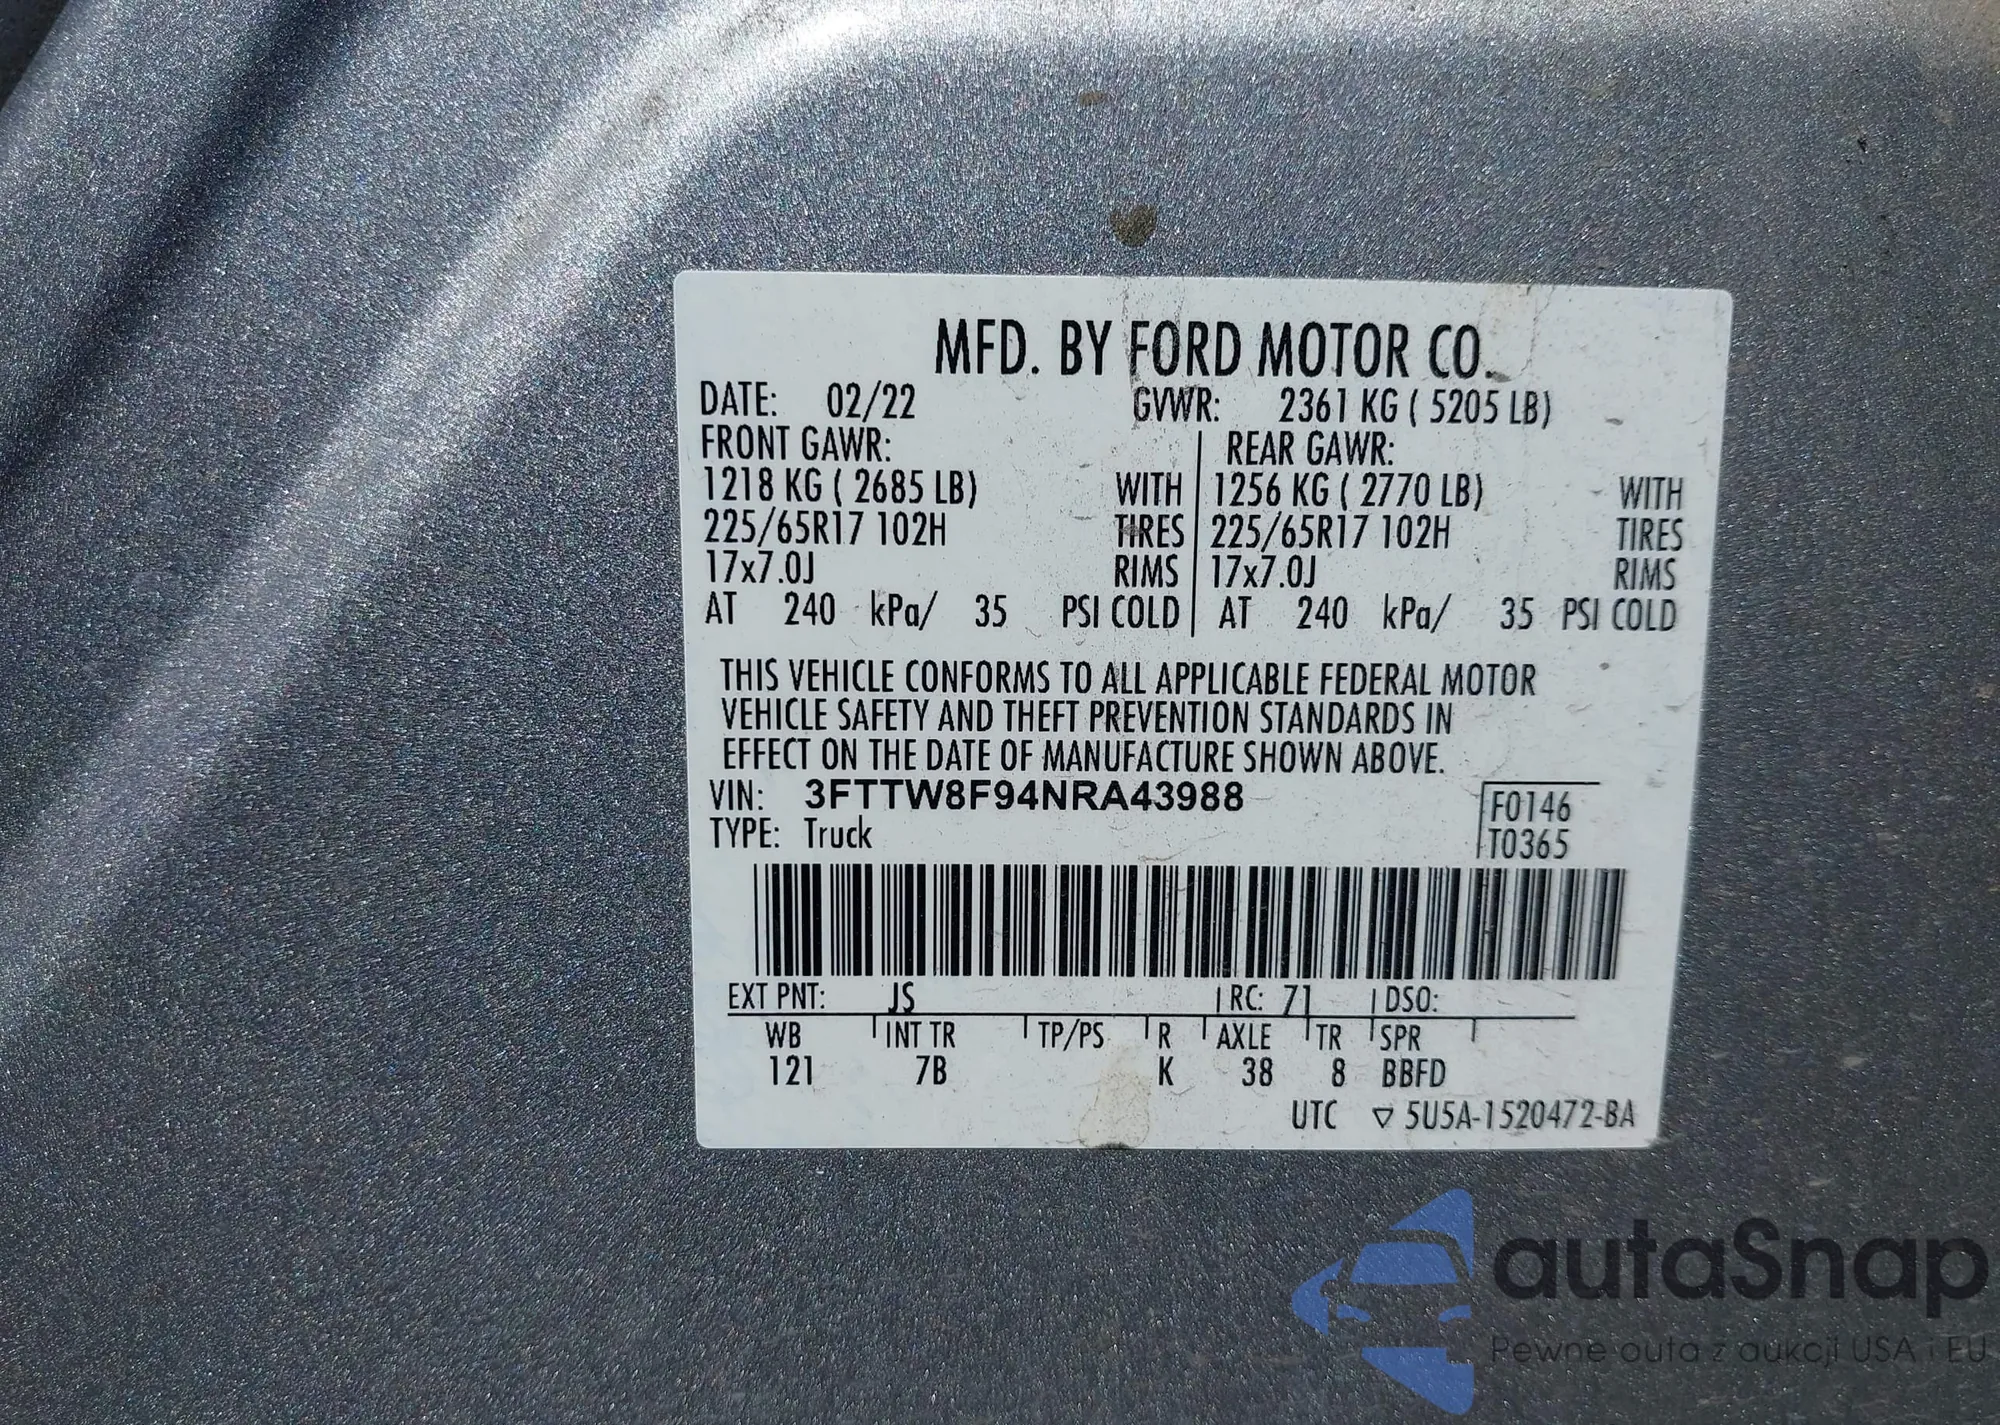 MFD. BY FORD MOTOR CO.
DATE: 02/22 GVWR: 2361 KG ( 5205 LB)
FRONT GAWR: REAR GAWR:
1218 KG ( 2685 LB) WITH 1256 KG ( 2770 LB) WITH
225/65R17 102H TIRES 225/65R17 102H TIRES
17x7.0J RIMS 17x7.0J RIMS
AT 240 kPa/ 35 PSI COLD AT 240 kPa/ 35 PSI COLD
THIS VEHICLE CONFORMS TO ALL APPLICABLE FEDERAL MOTOR
VEHICLE SAFETY AND THEFT PREVENTION STANDARDS IN
EFFECT ON THE DATE OF MANUFACTURE SHOWN ABOVE.
VIN: 3FTTW8F94NRA43988 F0146
TYPE: Truck T0365
EXT PNT: JS RC: 71 DSO:
WB INT TR TP/PS R AXLE TR SPR
121 7B K 38 8 BBFD
UTC ▽ 5U5A-1520472-BA
autaSnap
Pewne auta z aukcji USA i EU